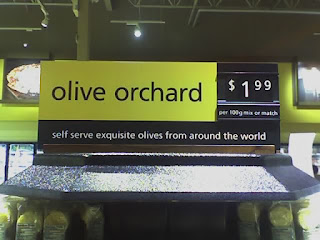 olive orchard
$1.99
per 100g mix or match
self serve exquisite olives from around the world